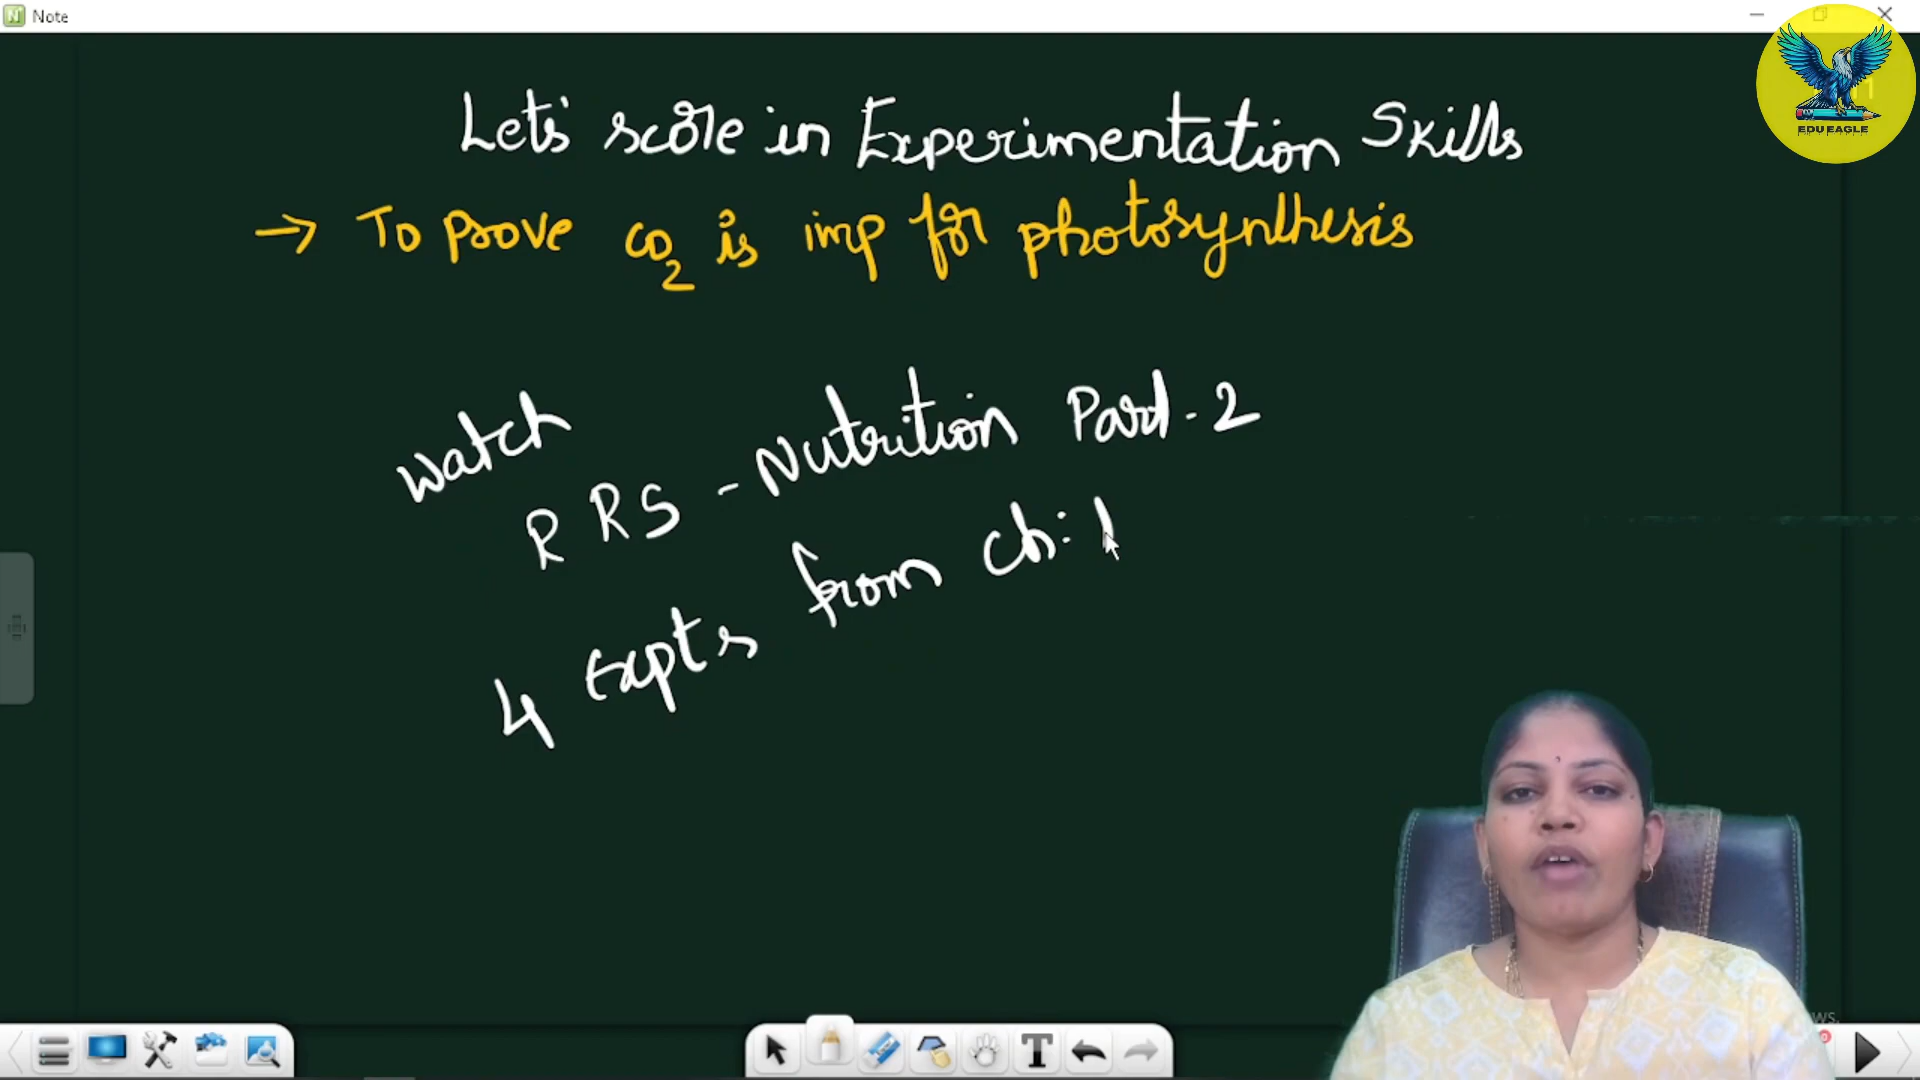 Note
EDU EAGLE
Let's score in Experimentation Skills
→ To prove CO2 is imp for photosynthesis
Watch
RRS - Nutrition Part - 2
4 Expts from Ch: 1
T